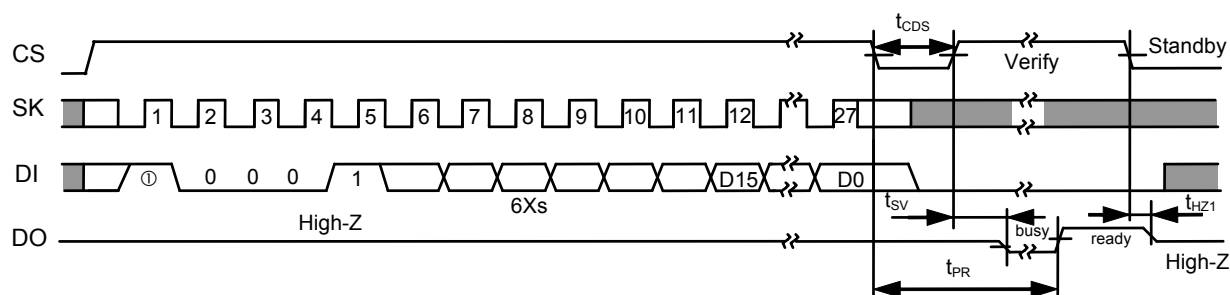 CS
tCDS
Verify
Standby
SK
1 2 3 4 5 6 7 8 9 10 11 12 27
DI
① 0 0 0 1 D15 D0
6Xs
tSV
tHZ1
High-Z
busy
ready
DO
High-Z
tPR